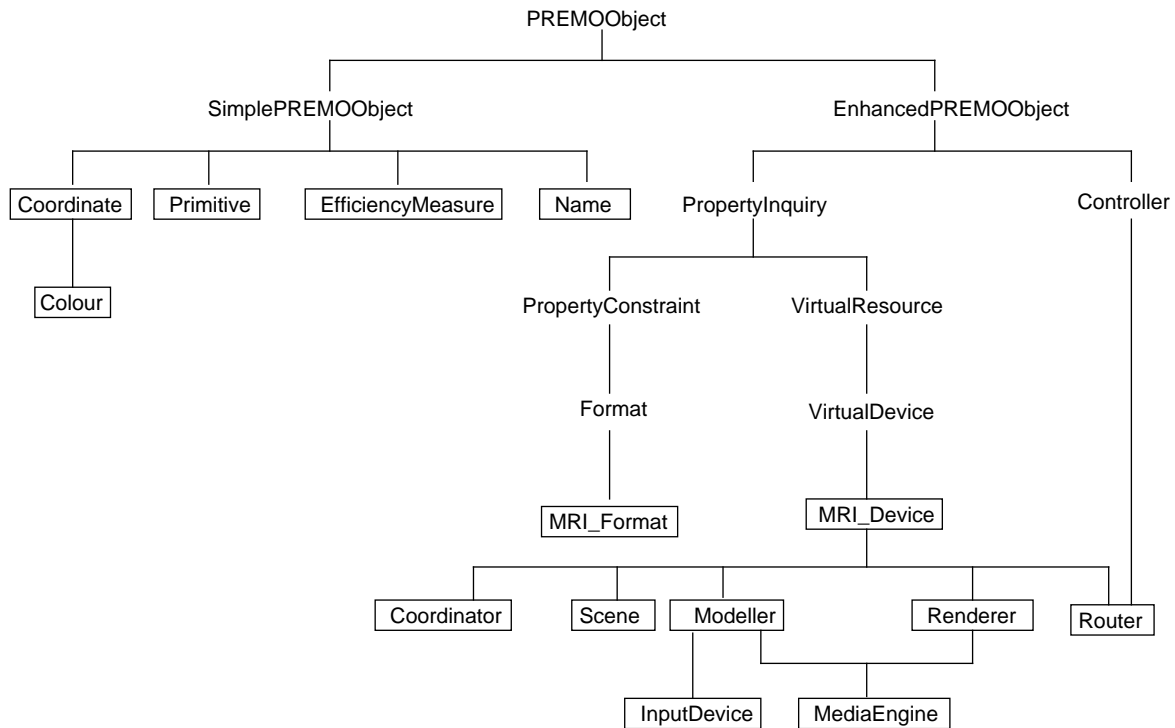 PREMOObject
SimplePREMOObject EnhancedPREMOObject
Coordinate Primitive EfficiencyMeasure Name PropertyInquiry Controller
Colour PropertyConstraint VirtualResource
Format VirtualDevice
MRI_Format MRI_Device
Coordinator Scene Modeller Renderer Router
InputDevice MediaEngine